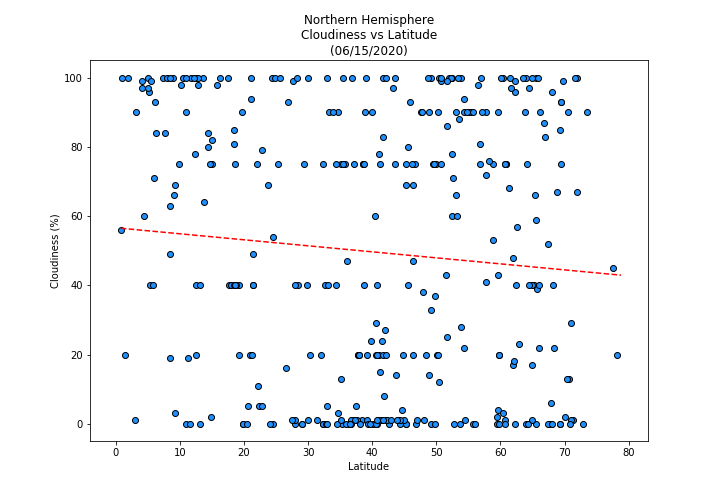 Northern Hemisphere
Cloudiness vs Latitude
(06/15/2020)
100
80
60
40
20
0
Cloudiness (%)
0 10 20 30 40 50 60 70 80
Latitude